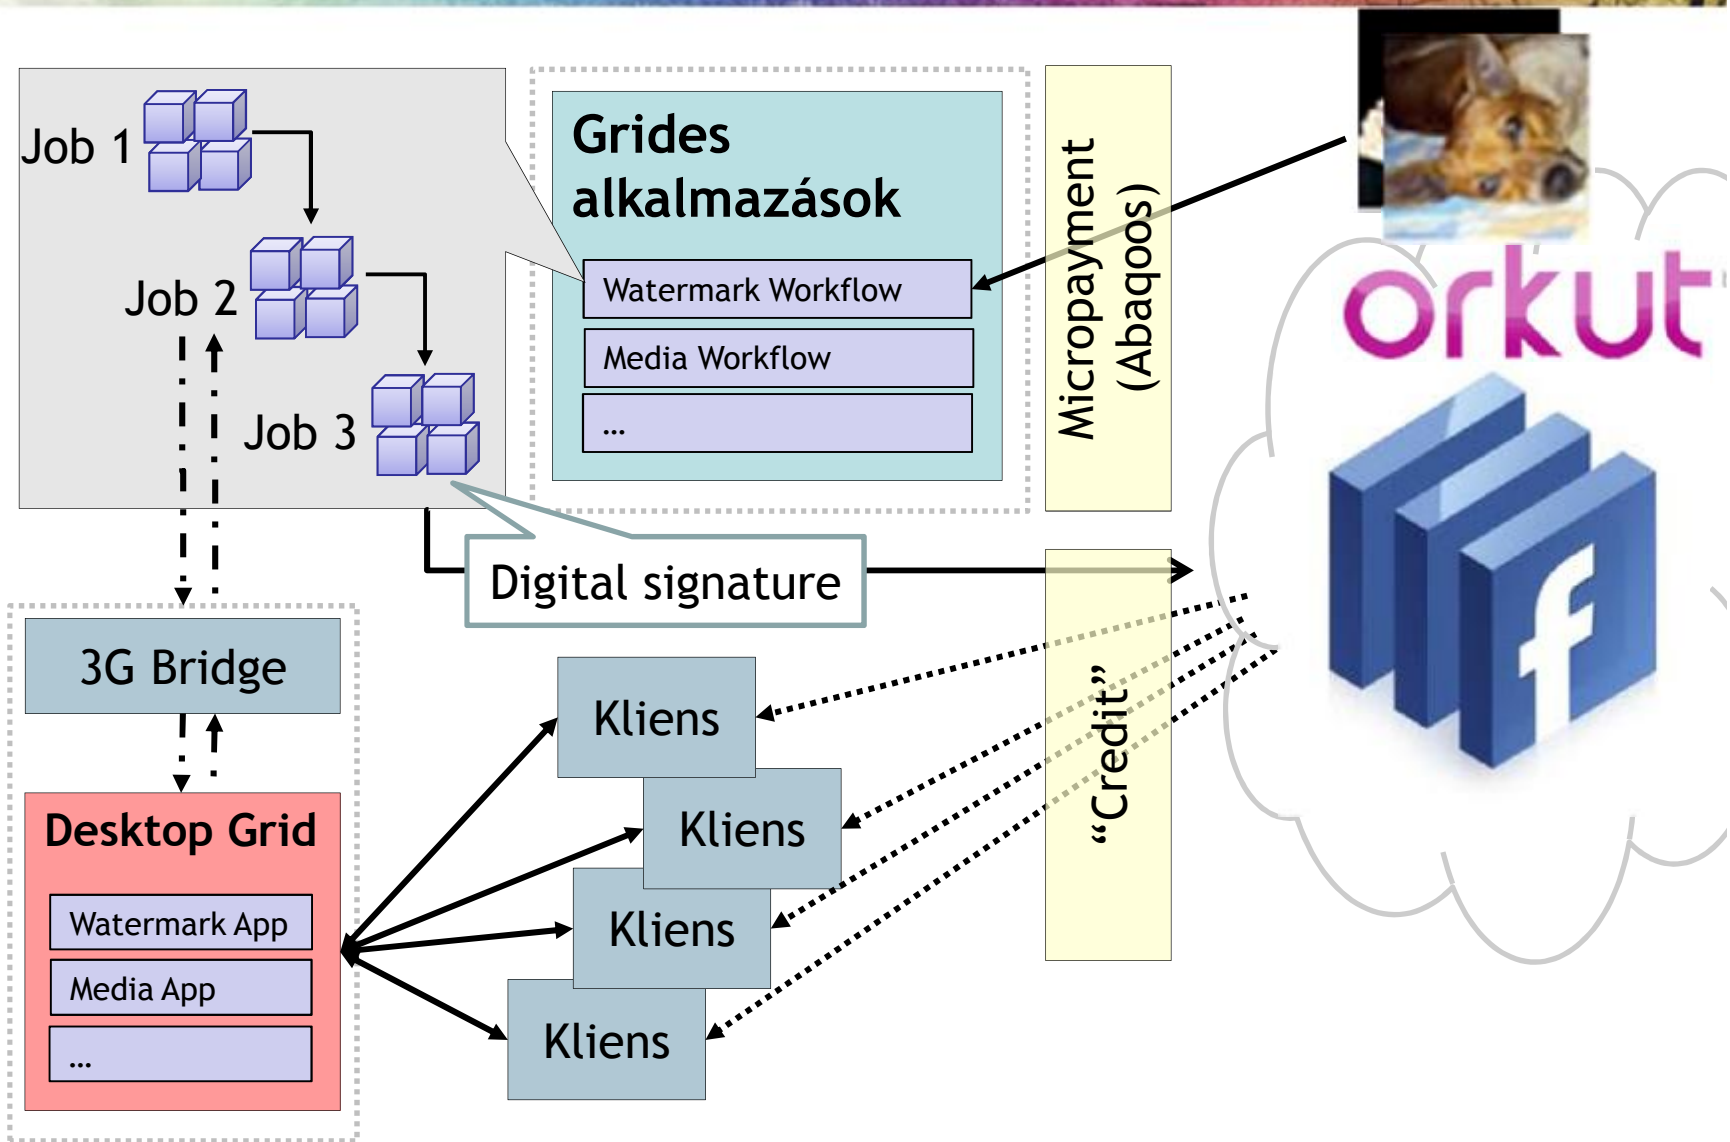 Job 1
Job 2
Job 3
Grides
alkalmazások
Watermark Workflow
Media Workflow
...
Micropayment
(Abaqoos)
orkut
f
Digital signature
3G Bridge
Desktop Grid
Watermark App
Media App
...
Kliens
Kliens
Kliens
Kliens
“Credit”